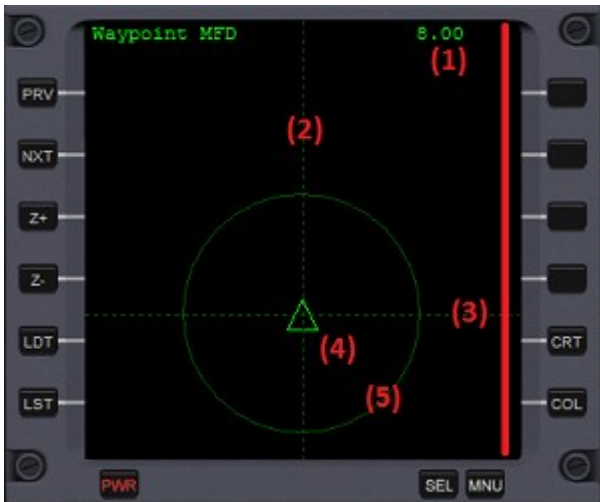 Waypoint MFD 8.00
(1)
(2)
PRV
NXT
Z+
Z-
(3)
LDT
(4)
CRT
(5)
LST
COL
PWR
SEL MNU